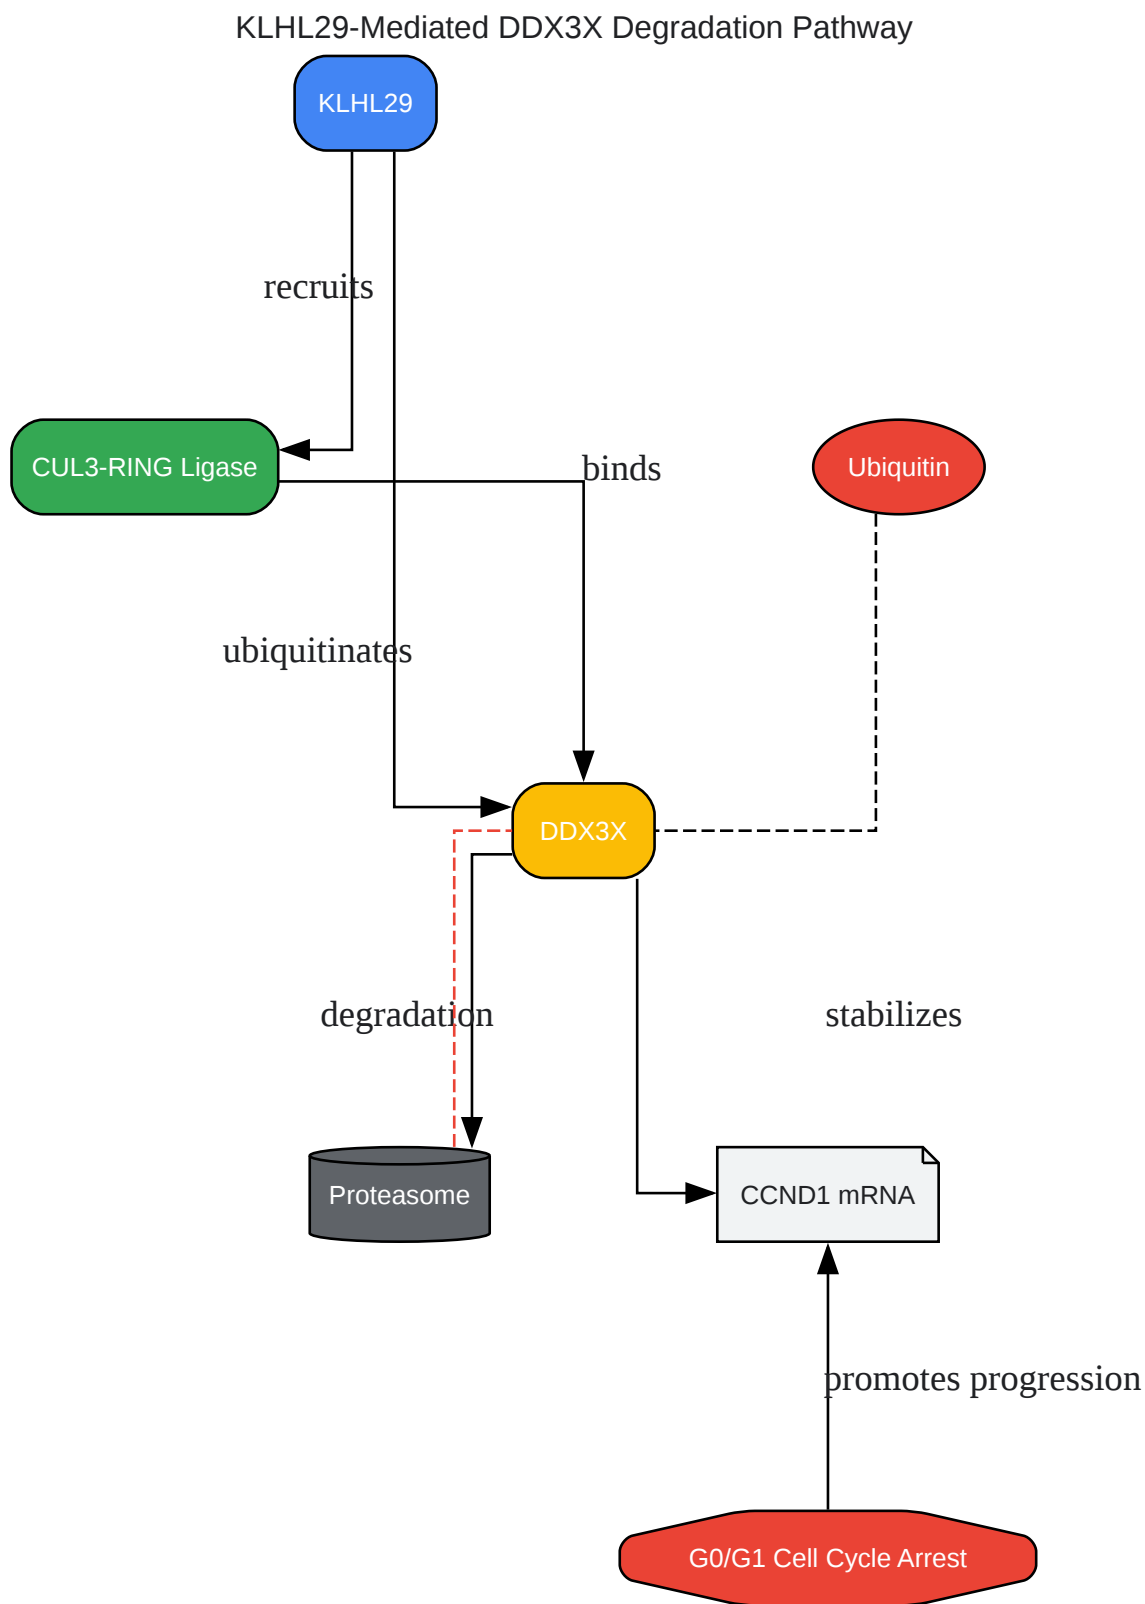 KLHL29-Mediated DDX3X Degradation Pathway
KLHL29
recruits
CUL3-RING Ligase
binds
Ubiquitin
ubiquitinates
DDX3X
degradation
stabilizes
Proteasome
CCND1 mRNA
promotes progression
G0/G1 Cell Cycle Arrest